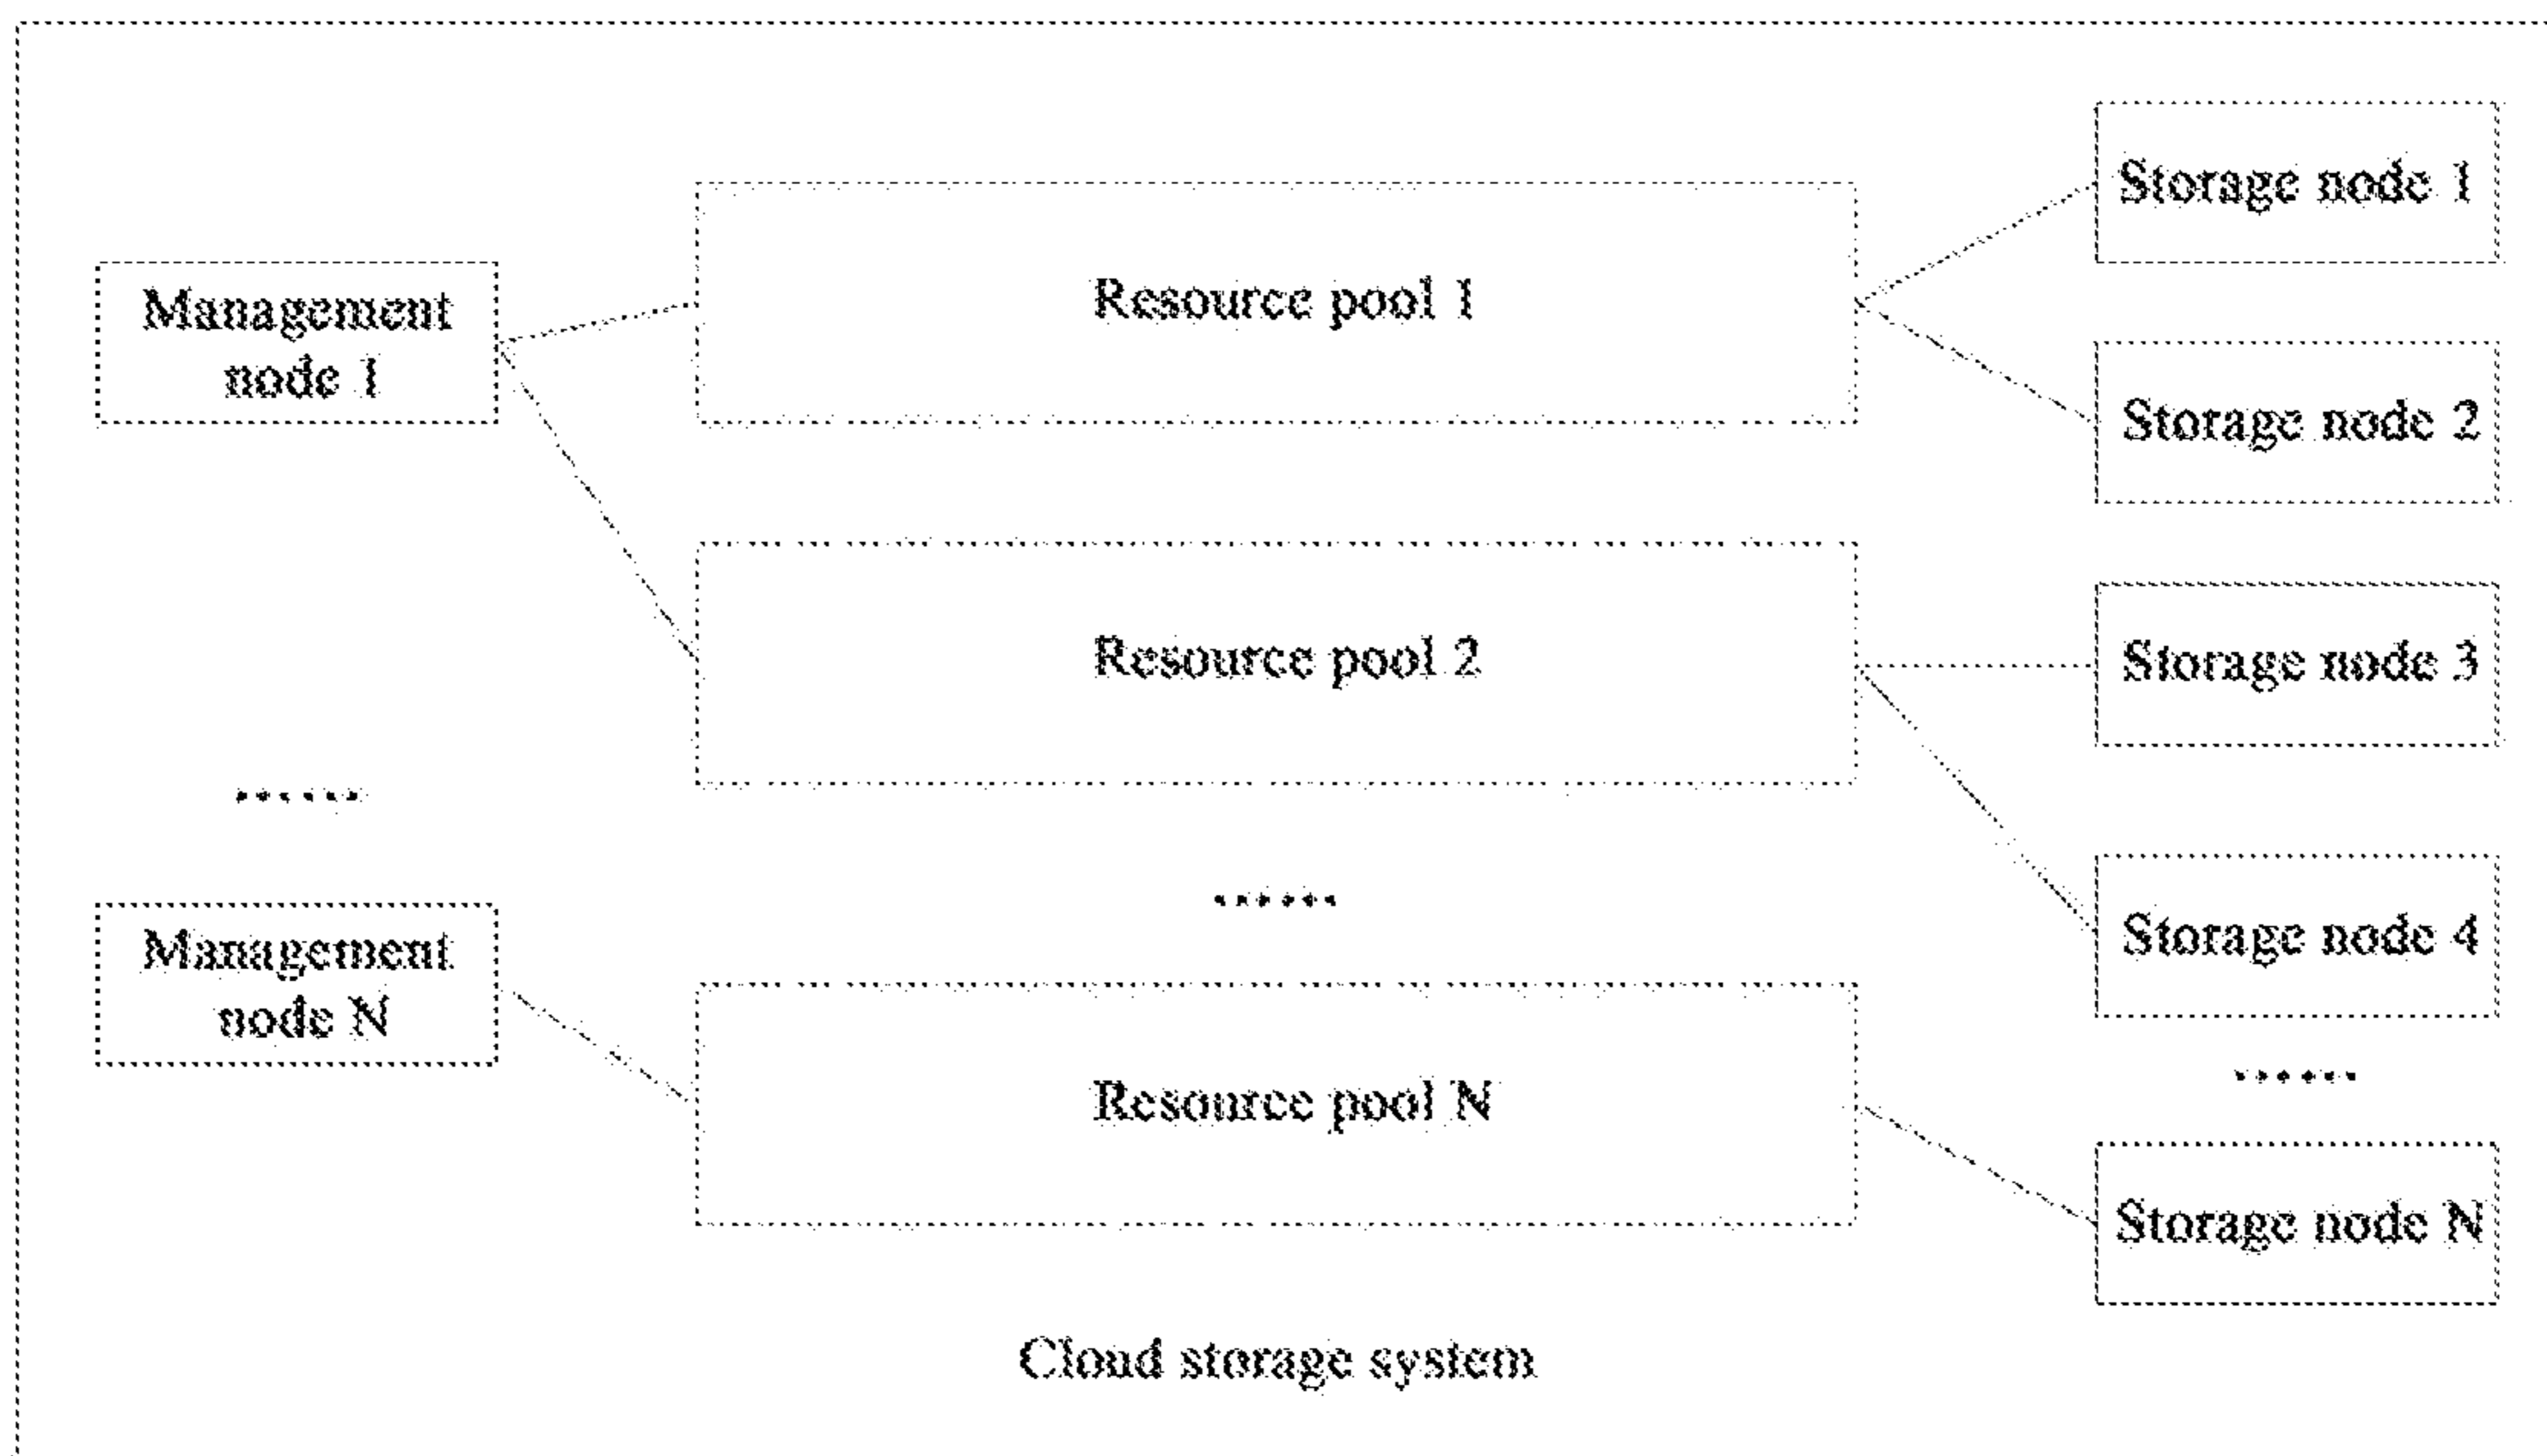 Management
node 1
......
Management
node N
Resource pool 1
Resource pool 2
......
Resource pool N
Storage node 1
Storage node 2
Storage node 3
Storage node 4
......
Storage node N
Cloud storage system